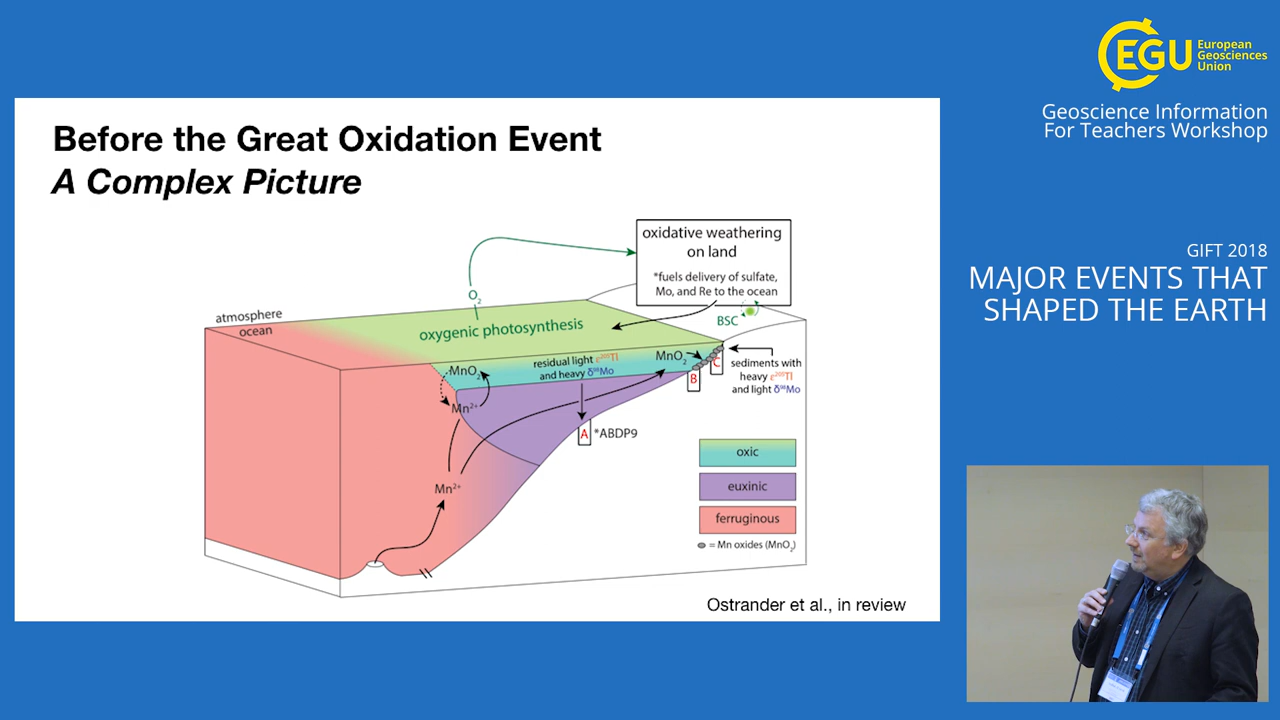 EGU
European
Geosciences
Union
Geoscience Information
For Teachers Workshop
GIFT 2018
MAJOR EVENTS THAT
SHAPED THE EARTH
Before the Great Oxidation Event
A Complex Picture
oxidative weathering
on land
*fuels delivery of sulfate,
Mo, and Re to the ocean
O₂
atmosphere
ocean
oxygenic photosynthesis
BSC
MnO₂
Mn²⁺
residual light ε²⁰⁵Tl
and heavy δ⁹⁸Mo
MnO₂
C
B
sediments with
heavy ε²⁰⁵Tl
and light δ⁹⁸Mo
A *ABDP9
Mn²⁺
oxic
euxinic
ferruginous
= Mn oxides (MnO₂)
Ostrander et al., in review